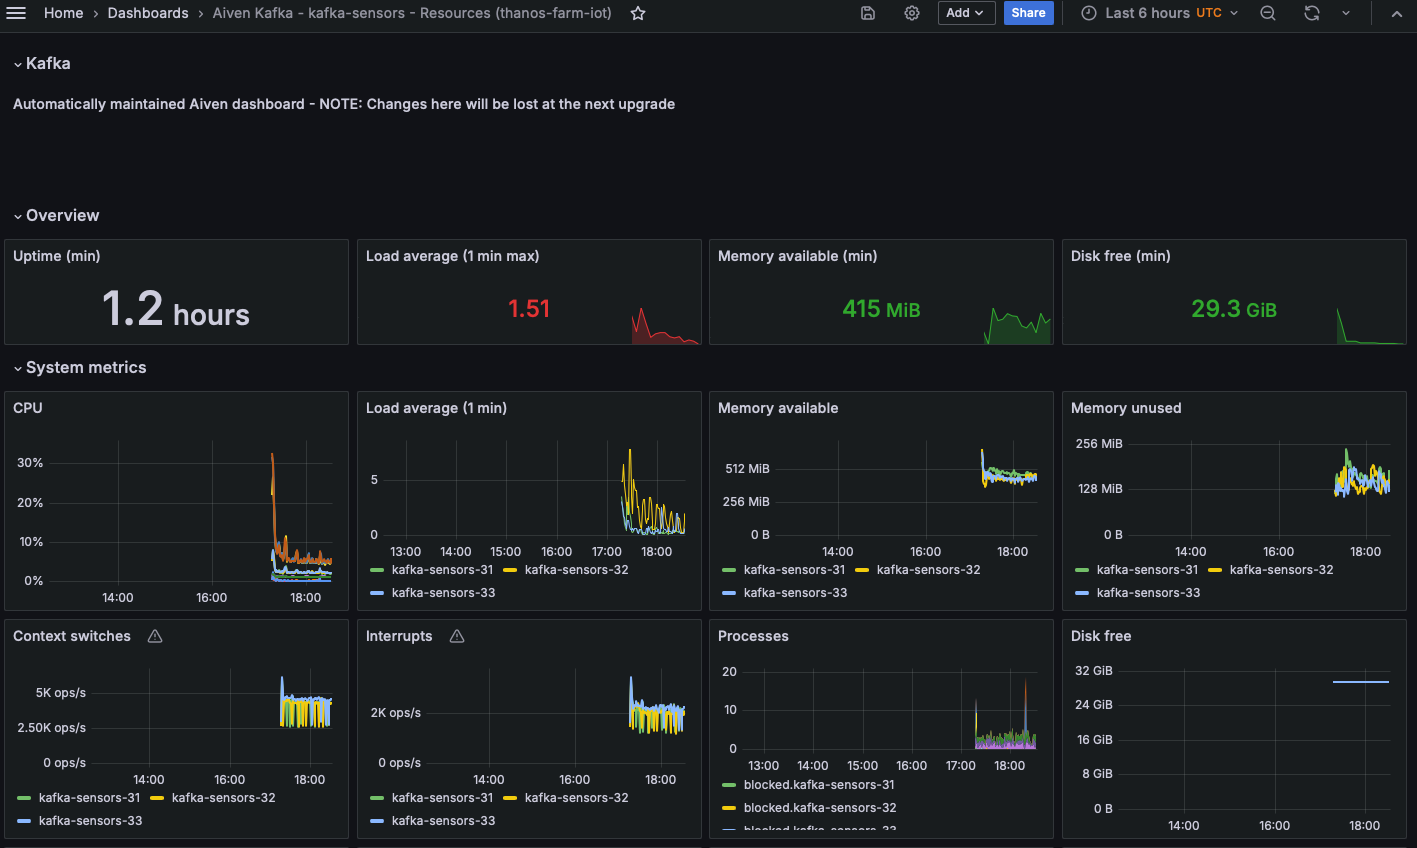 Home › Dashboards › Aiven Kafka - kafka-sensors - Resources (thanos-farm-iot) Add Share Last 6 hours UTC
Kafka
Automatically maintained Aiven dashboard - NOTE: Changes here will be lost at the next upgrade
Overview
Uptime (min)
1.2 hours
Load average (1 min max)
1.51
Memory available (min)
415 MiB
Disk free (min)
29.3 GiB
System metrics
CPU
30%
20%
10%
0%
14:00 16:00 18:00
Load average (1 min)
5
0
13:00 14:00 15:00 16:00 17:00 18:00
kafka-sensors-31 kafka-sensors-32
kafka-sensors-33
Memory available
512 MiB
256 MiB
0 B
14:00 16:00 18:00
kafka-sensors-31 kafka-sensors-32
kafka-sensors-33
Memory unused
256 MiB
128 MiB
0 B
14:00 16:00 18:00
kafka-sensors-31 kafka-sensors-32
kafka-sensors-33
Context switches
5K ops/s
2.50K ops/s
0 ops/s
14:00 16:00 18:00
kafka-sensors-31 kafka-sensors-32
kafka-sensors-33
Interrupts
2K ops/s
0 ops/s
14:00 16:00 18:00
kafka-sensors-31 kafka-sensors-32
kafka-sensors-33
Processes
20
10
0
13:00 14:00 15:00 16:00 17:00 18:00
blocked.kafka-sensors-31
blocked.kafka-sensors-32
blocked.kafka-sensors-33
Disk free
32 GiB
24 GiB
16 GiB
8 GiB
0 B
14:00 16:00 18:00